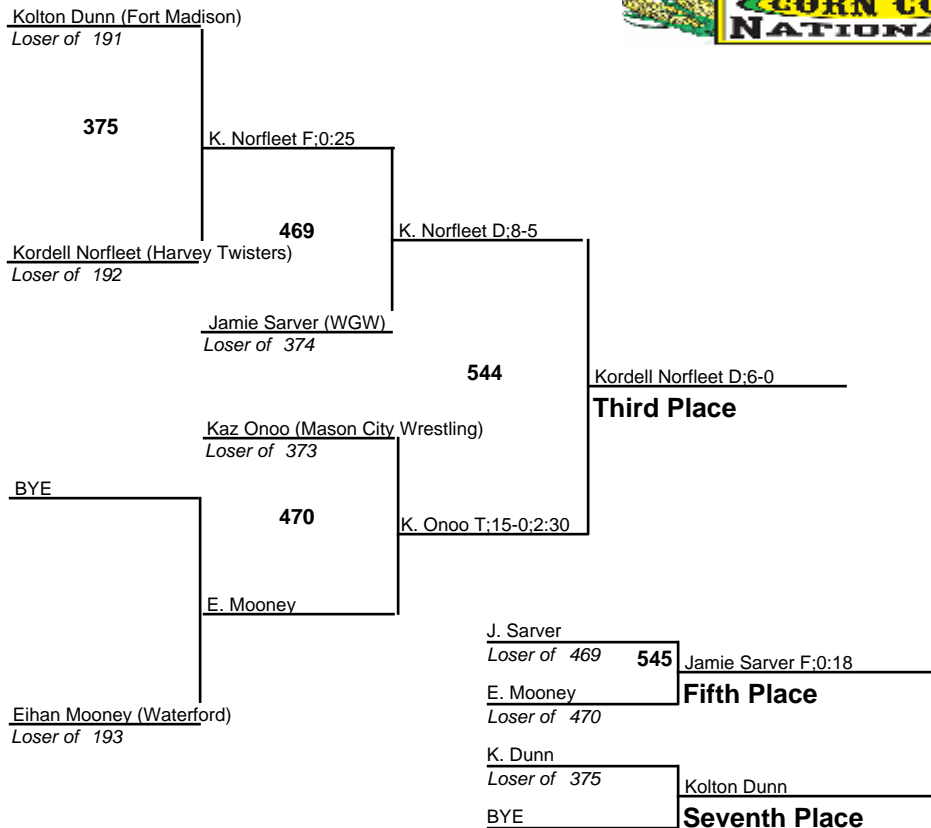 CORN CO
NATIONA
Kolton Dunn (Fort Madison)
Loser of 191
375
K. Norfleet F;0:25
469
K. Norfleet D;8-5
Kordell Norfleet (Harvey Twisters)
Loser of 192
Jamie Sarver (WGW)
Loser of 374
544
Kordell Norfleet D;6-0
Third Place
Kaz Onoo (Mason City Wrestling)
Loser of 373
BYE
470
K. Onoo T;15-0;2:30
E. Mooney
J. Sarver
Loser of 469
545
Jamie Sarver F;0:18
Fifth Place
E. Mooney
Loser of 470
Eihan Mooney (Waterford)
Loser of 193
K. Dunn
Loser of 375
Kolton Dunn
Seventh Place
BYE